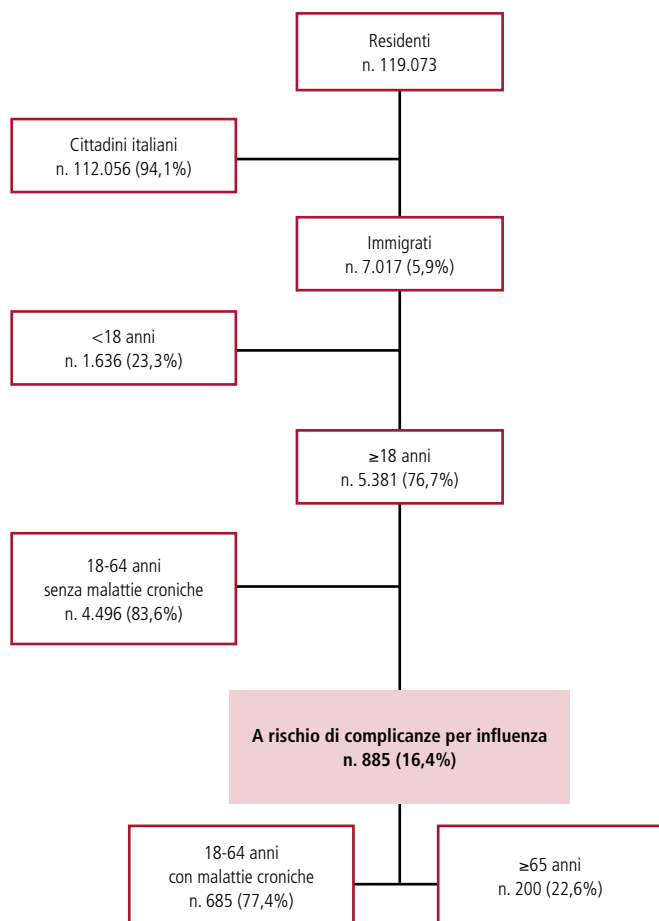 Residenti
n. 119.073
Cittadini italiani
n. 112.056 (94,1%)
Immigrati
n. 7.017 (5,9%)
<18 anni
n. 1.636 (23,3%)
≥18 anni
n. 5.381 (76,7%)
18-64 anni
senza malattie croniche
n. 4.496 (83,6%)
A rischio di complicanze per influenza
n. 885 (16,4%)
18-64 anni
con malattie croniche
n. 685 (77,4%)
≥65 anni
n. 200 (22,6%)